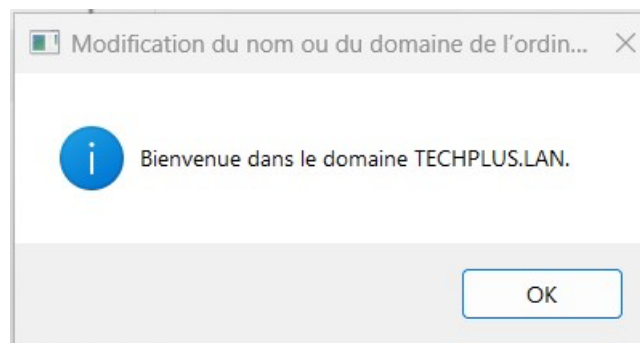 Modification du nom ou du domaine de l'ordin...
Bienvenue dans le domaine TECHPLUS.LAN.
OK